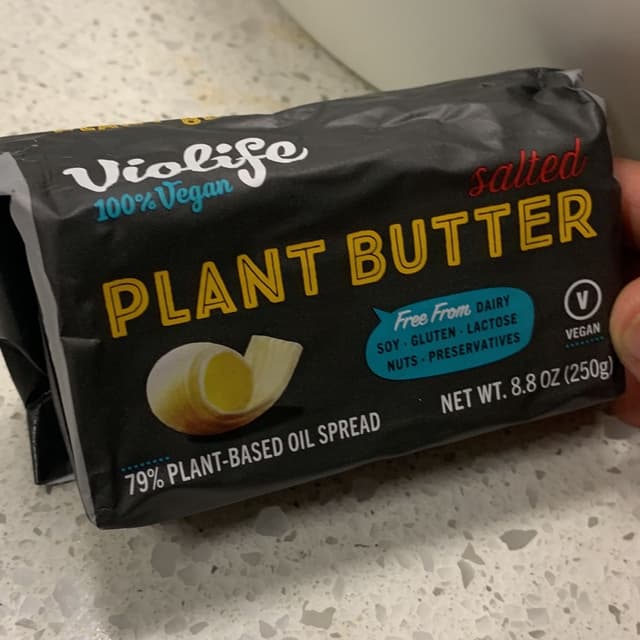 Violife
100% Vegan
salted
PLANT BUTTER
Free From DAIRY
SOY · GLUTEN · LACTOSE
NUTS · PRESERVATIVES
V
VEGAN
79% PLANT-BASED OIL SPREAD
NET WT. 8.8 OZ (250g)